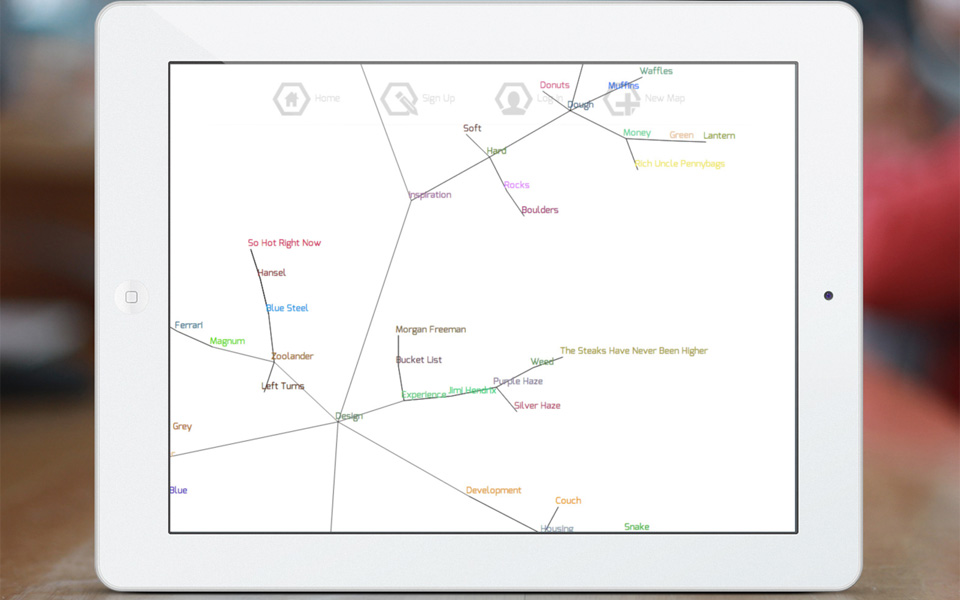 Waffles
Donuts
Muffins
Home
Sign Up
Log In
New Map
Dough
Soft
Money
Green
Lantern
Hard
Rich Uncle Pennybags
Rocks
Inspiration
Boulders
So Hot Right Now
Hansel
Blue Steel
Ferrari
Magnum
Morgan Freeman
Zoolander
Bucket List
The Steaks Have Never Been Higher
Weed
Purple Haze
Left Turns
Experience
Jimi Hendrix
Silver Haze
Design
Grey
Blue
Development
Couch
Housing
Snake